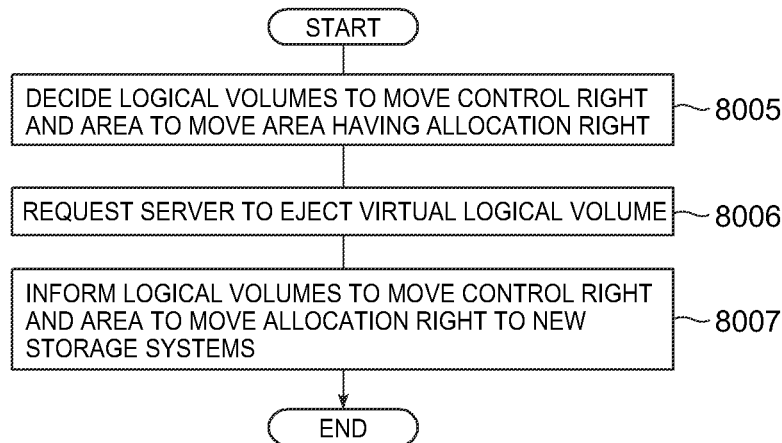 START
DECIDE LOGICAL VOLUMES TO MOVE CONTROL RIGHT
AND AREA TO MOVE AREA HAVING ALLOCATION RIGHT
8005
REQUEST SERVER TO EJECT VIRTUAL LOGICAL VOLUME
8006
INFORM LOGICAL VOLUMES TO MOVE CONTROL RIGHT
AND AREA TO MOVE ALLOCATION RIGHT TO NEW
STORAGE SYSTEMS
8007
END